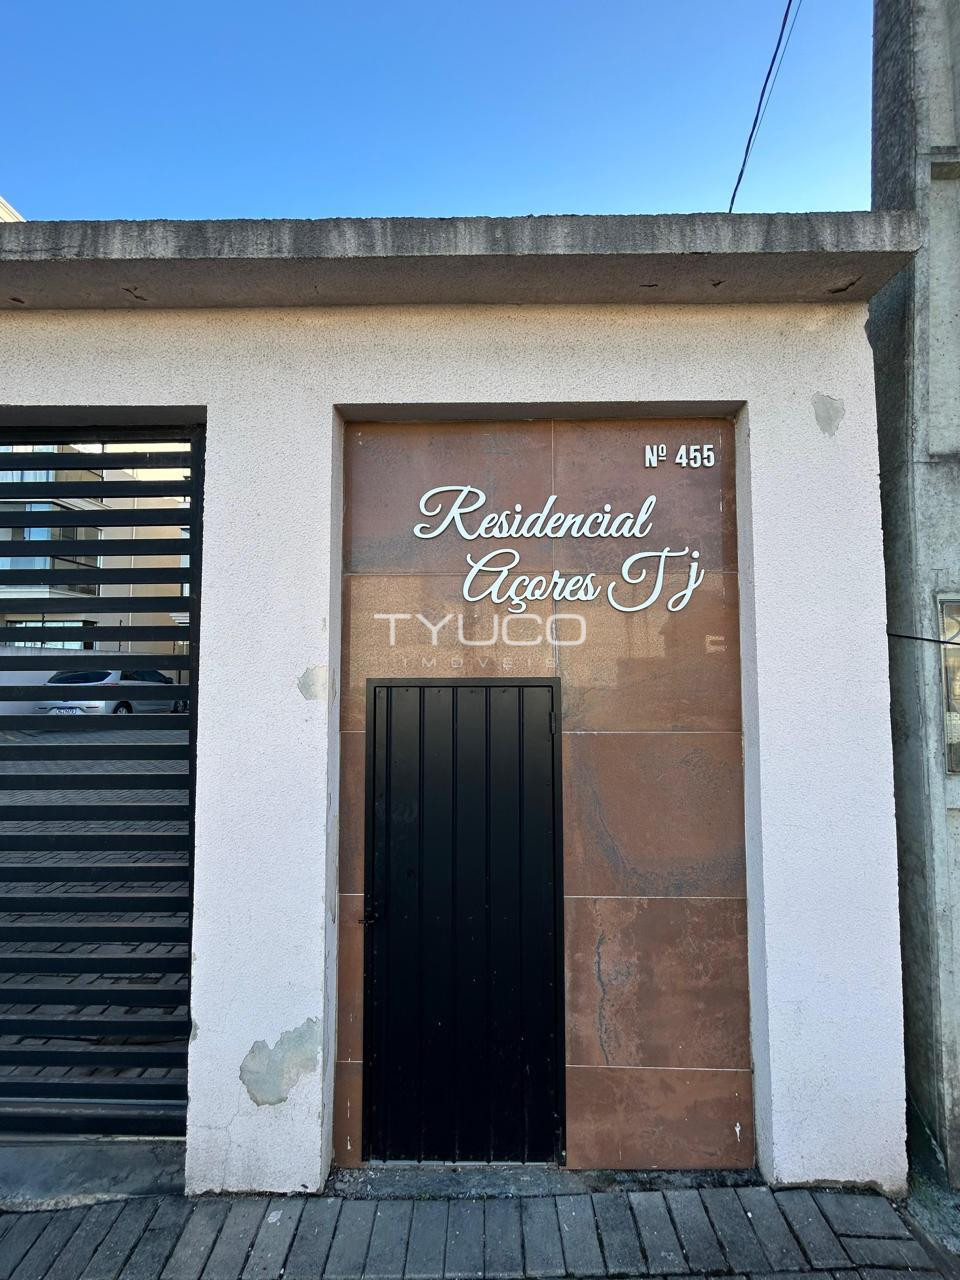 Nº 455
Residencial
Açores Tj
TYUCO
IMÓVEIS